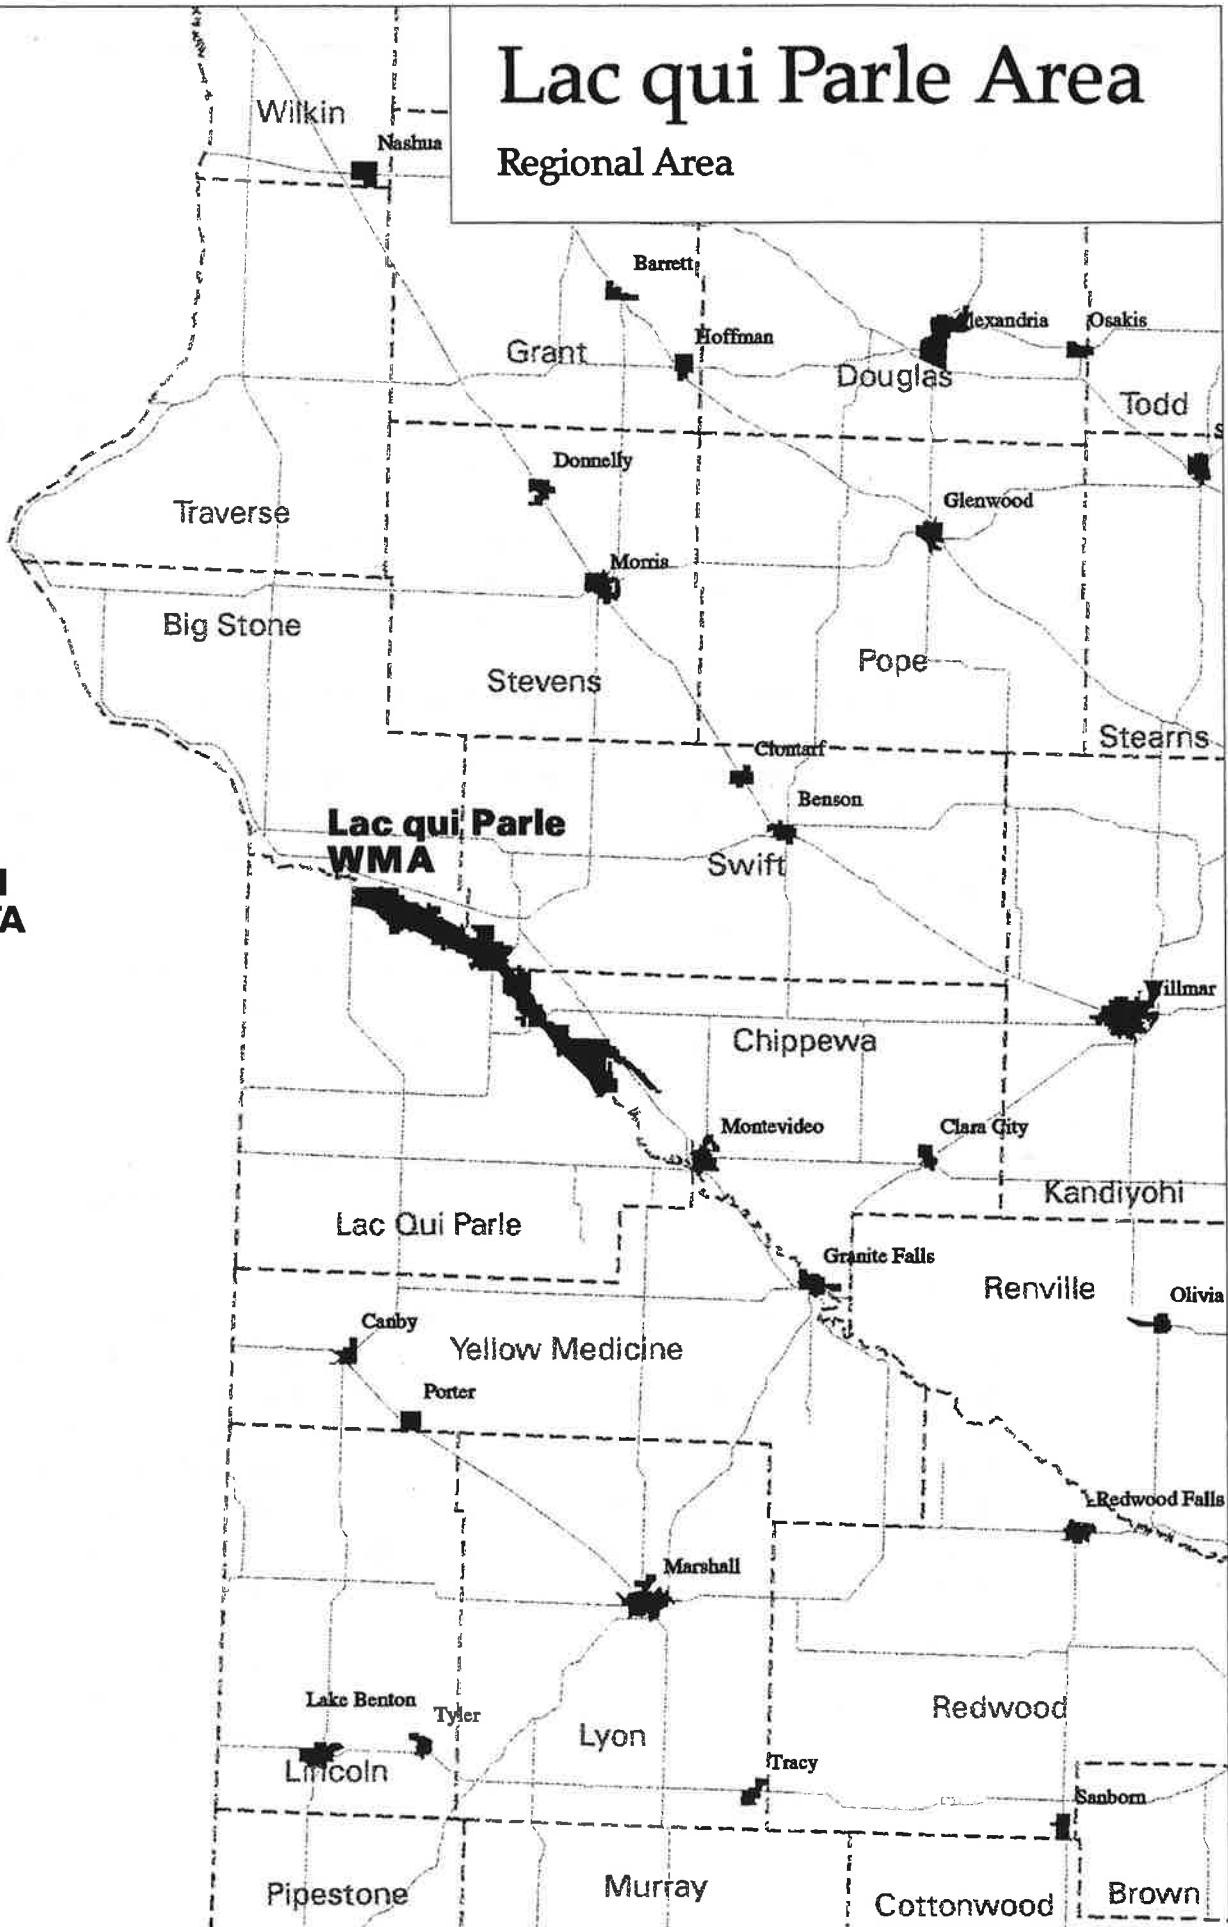 Lac qui Parle Area
Regional Area
Wilkin
Nashua
Barrett
Hoffman
Alexandria
Osakis
Grant
Douglas
Todd
Donnelly
Glenwood
Traverse
Morris
Big Stone
Pope
Stevens
Stearns
Clontarf
Benson
Lac qui Parle
WMA
Swift
Willmar
Chippewa
Montevideo
Clara City
Kandiyohi
Lac Qui Parle
Granite Falls
Renville
Olivia
Canby
Yellow Medicine
Porter
Redwood Falls
Marshall
Lake Benton
Tyler
Redwood
Lyon
Tracy
Lincoln
Sanborn
Pipestone
Murray
Cottonwood
Brown